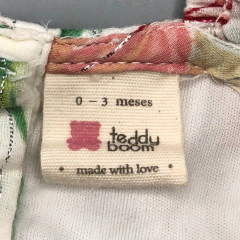 0 - 3 meses
teddy
boom
• made with love •